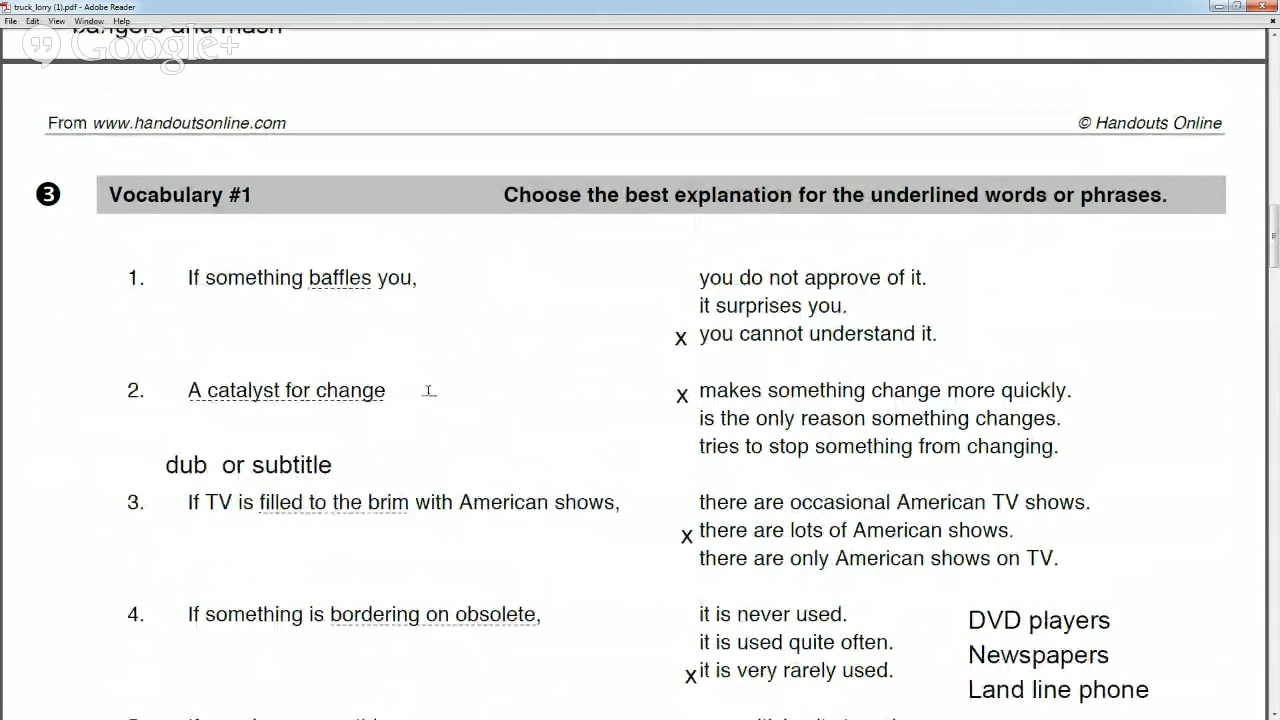 truck_lorry (1).pdf - Adobe Reader
File Edit View Window Help
bangers and mash
Google+
From www.handoutsonline.com © Handouts Online
3 Vocabulary #1 Choose the best explanation for the underlined words or phrases.
1. If something baffles you, you do not approve of it.
it surprises you.
x you cannot understand it.
2. A catalyst for change x makes something change more quickly.
is the only reason something changes.
tries to stop something from changing.
dub or subtitle
3. If TV is filled to the brim with American shows, there are occasional American TV shows.
x there are lots of American shows.
there are only American shows on TV.
4. If something is bordering on obsolete, it is never used.
it is used quite often.
x it is very rarely used.
DVD players
Newspapers
Land line phone